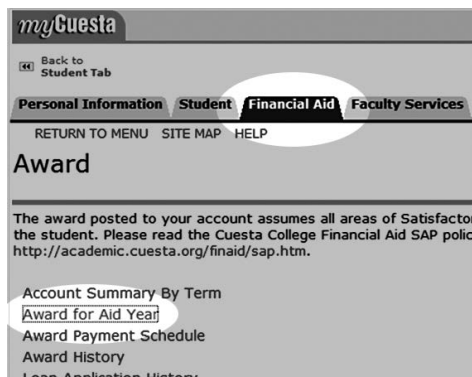 myCuesta
Back to
Student Tab
Personal Information Student Financial Aid Faculty Services
RETURN TO MENU SITE MAP HELP
Award
The award posted to your account assumes all areas of Satisfactor
the student. Please read the Cuesta College Financial Aid SAP polic
http://academic.cuesta.org/finaid/sap.htm.
Account Summary By Term
Award for Aid Year
Award Payment Schedule
Award History
Loan Application History